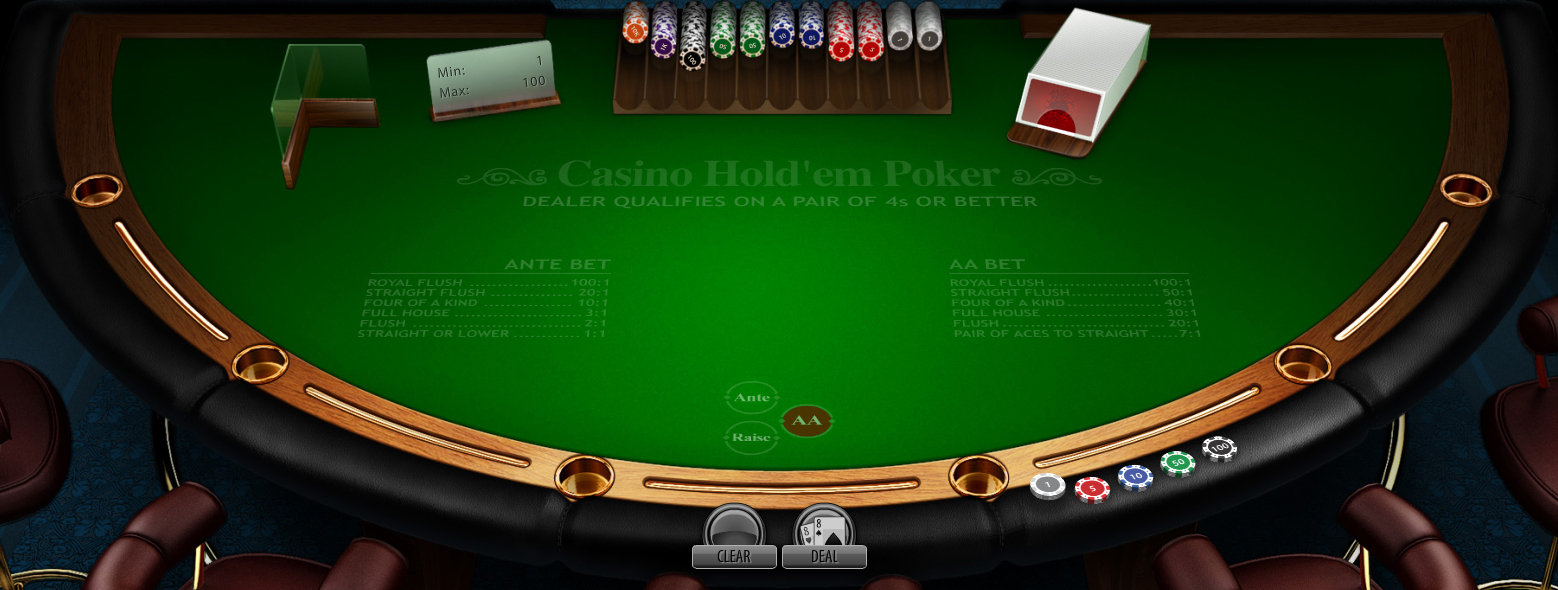 Min: 1
Max: 100
Casino Hold'em Poker
DEALER QUALIFIES ON A PAIR OF 4s OR BETTER
ANTE BET
ROYAL FLUSH ........................ 100:1
STRAIGHT FLUSH ........................ 20:1
FOUR OF A KIND ........................ 10:1
FULL HOUSE ........................ 3:1
FLUSH ........................ 2:1
STRAIGHT OR LOWER ........................ 1:1
AA BET
ROYAL FLUSH ........................ 100:1
STRAIGHT FLUSH ........................ 50:1
FOUR OF A KIND ........................ 40:1
FULL HOUSE ........................ 30:1
FLUSH ........................ 20:1
PAIR OF ACES TO STRAIGHT ..... 7:1
Ante
AA
Raise
1
5
10
50
100
8
8
CLEAR
DEAL